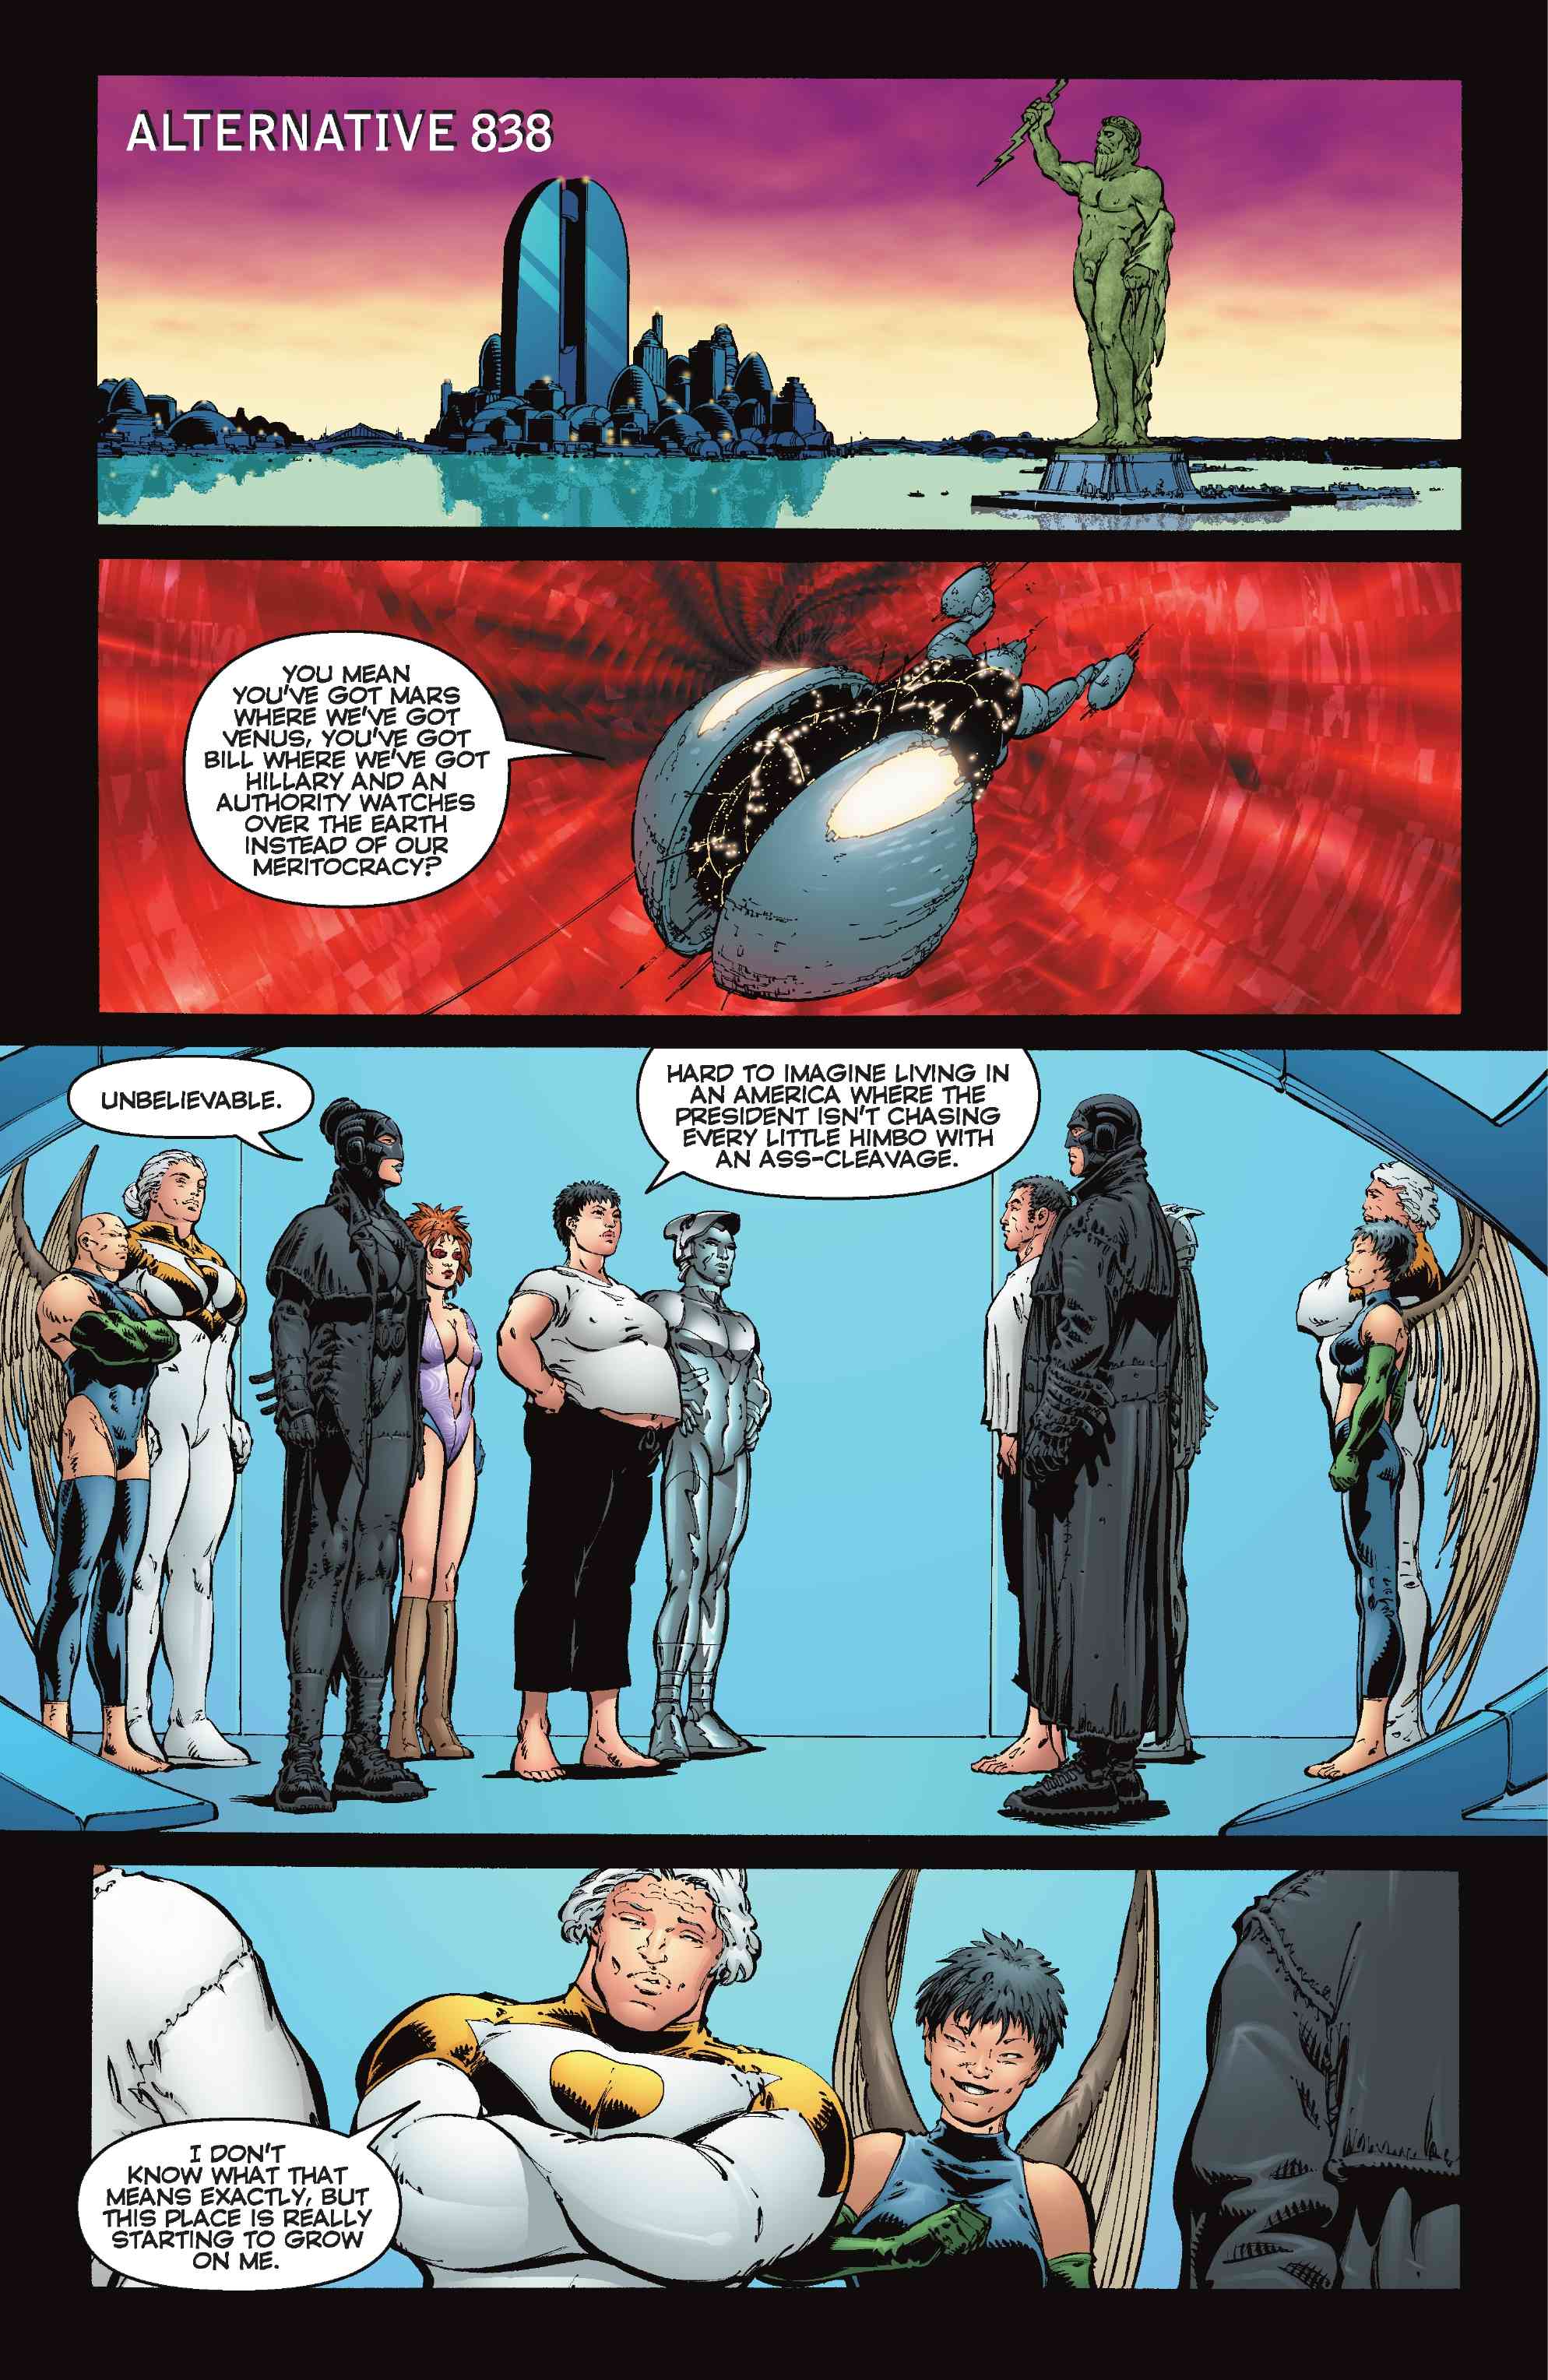 ALTERNATIVE 838
YOU MEAN
YOU'VE GOT MARS
WHERE WE'VE GOT
VENUS, YOU'VE GOT
BILL WHERE WE'VE GOT
HILLARY AND AN
AUTHORITY WATCHES
OVER THE EARTH
INSTEAD OF OUR
MERITOCRACY?
UNBELIEVABLE.
HARD TO IMAGINE LIVING IN
AN AMERICA WHERE THE
PRESIDENT ISN'T CHASING
EVERY LITTLE HIMBO WITH
AN ASS-CLEAVAGE.
I DON'T
KNOW WHAT THAT
MEANS EXACTLY, BUT
THIS PLACE IS REALLY
STARTING TO GROW
ON ME.